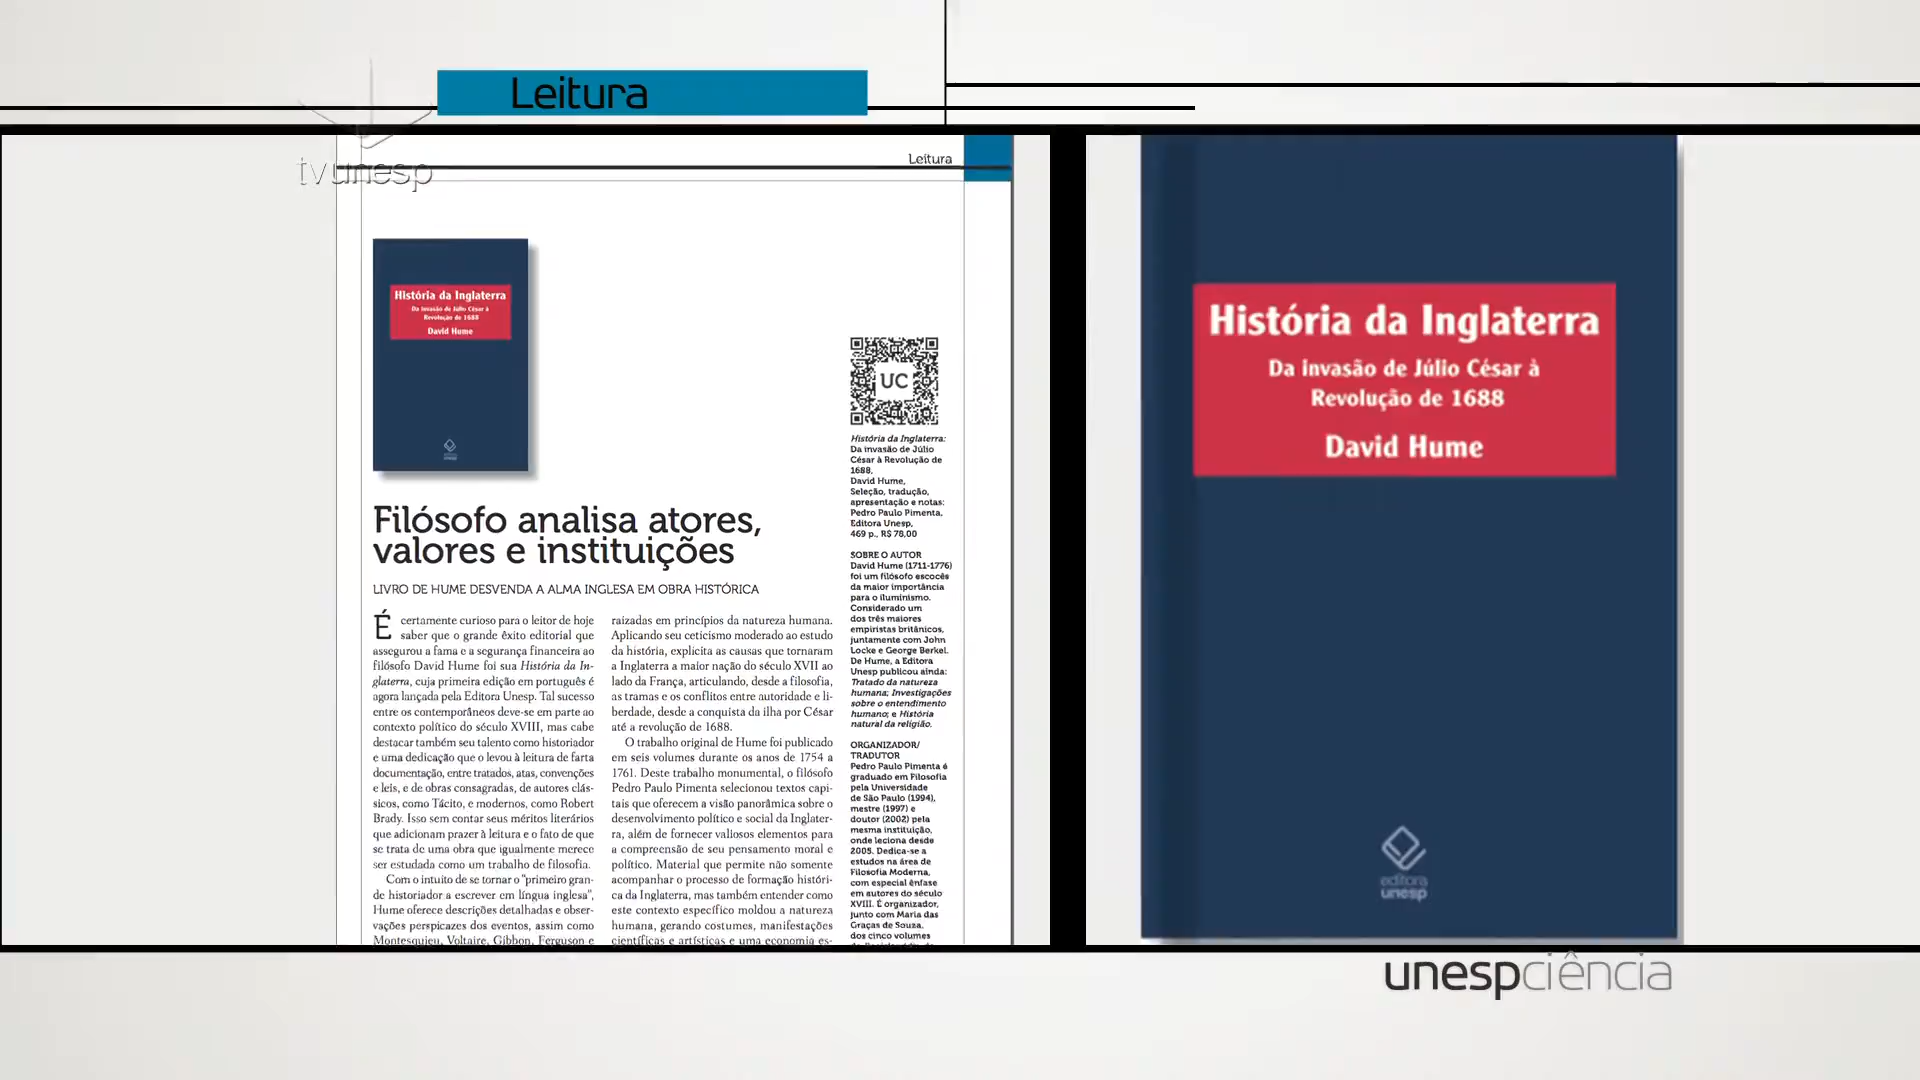 Leitura
tvunesp
Leitura
História da Inglaterra
Da invasão de Júlio César à
Revolução de 1688
David Hume
UC
História da Inglaterra:
Da invasão de Júlio
César à Revolução de
1688,
David Hume,
Seleção, tradução,
apresentação e notas:
Pedro Paulo Pimenta,
Editora Unesp,
469 p., R$ 78,00
SOBRE O AUTOR
David Hume (1711-1776)
foi um filósofo escocês
da maior importância
para o iluminismo.
Considerado um
dos três maiores
empiristas britânicos,
juntamente com John
Locke e George Berkel.
De Hume, a Editora
Unesp publicou ainda:
Tratado da natureza
humana; Investigações
sobre o entendimento
humano; e História
natural da religião.
ORGANIZADOR/
TRADUTOR
Pedro Paulo Pimenta é
graduado em Filosofia
pela Universidade
de São Paulo (1994),
mestre (1997) e
doutor (2002) pela
mesma instituição,
onde leciona desde
2005. Dedica-se a
estudos na área de
Filosofia Moderna,
com especial ênfase
em autores do século
XVIII. É organizador,
junto com Maria das
Graças de Souza,
dos cinco volumes
Filósofo analisa atores,
valores e instituições
LIVRO DE HUME DESVENDA A ALMA INGLESA EM OBRA HISTÓRICA
É certamente curioso para o leitor de hoje
saber que o grande êxito editorial que
assegurou a fama e a segurança financeira ao
filósofo David Hume foi sua História da In-
glaterra, cuja primeira edição em português é
agora lançada pela Editora Unesp. Tal sucesso
entre os contemporâneos deve-se em parte ao
contexto político do século XVIII, mas cabe
destacar também seu talento como historiador
e uma dedicação que o levou à leitura de farta
documentação, entre tratados, atas, convenções
e leis, e de obras consagradas, de autores clás-
sicos, como Tácito, e modernos, como Robert
Brady. Isso sem contar seus méritos literários
que adicionam prazer à leitura e o fato de que
se trata de uma obra que igualmente merece
ser estudada como um trabalho de filosofia.
Com o intuito de se tornar o "primeiro gran-
de historiador a escrever em língua inglesa",
Hume oferece descrições detalhadas e obser-
vações perspicazes dos eventos, assim como
Montesquieu, Voltaire, Gibbon, Ferguson e
raizadas em princípios da natureza humana.
Aplicando seu ceticismo moderado ao estudo
da história, explicita as causas que tornaram
a Inglaterra a maior nação do século XVII ao
lado da França, articulando, desde a filosofia,
as tramas e os conflitos entre autoridade e li-
berdade, desde a conquista da ilha por César
até a revolução de 1688.
O trabalho original de Hume foi publicado
em seis volumes durante os anos de 1754 a
1761. Deste trabalho monumental, o filósofo
Pedro Paulo Pimenta selecionou textos capi-
tais que oferecem a visão panorâmica sobre o
desenvolvimento político e social da Inglater-
ra, além de fornecer valiosos elementos para
a compreensão de seu pensamento moral e
político. Material que permite não somente
acompanhar o processo de formação históri-
ca da Inglaterra, mas também entender como
este contexto específico moldou a natureza
humana, gerando costumes, manifestações
científicas e artísticas e uma economia es-
História da Inglaterra
Da invasão de Júlio César à
Revolução de 1688
David Hume
editora
unesp
unespciência